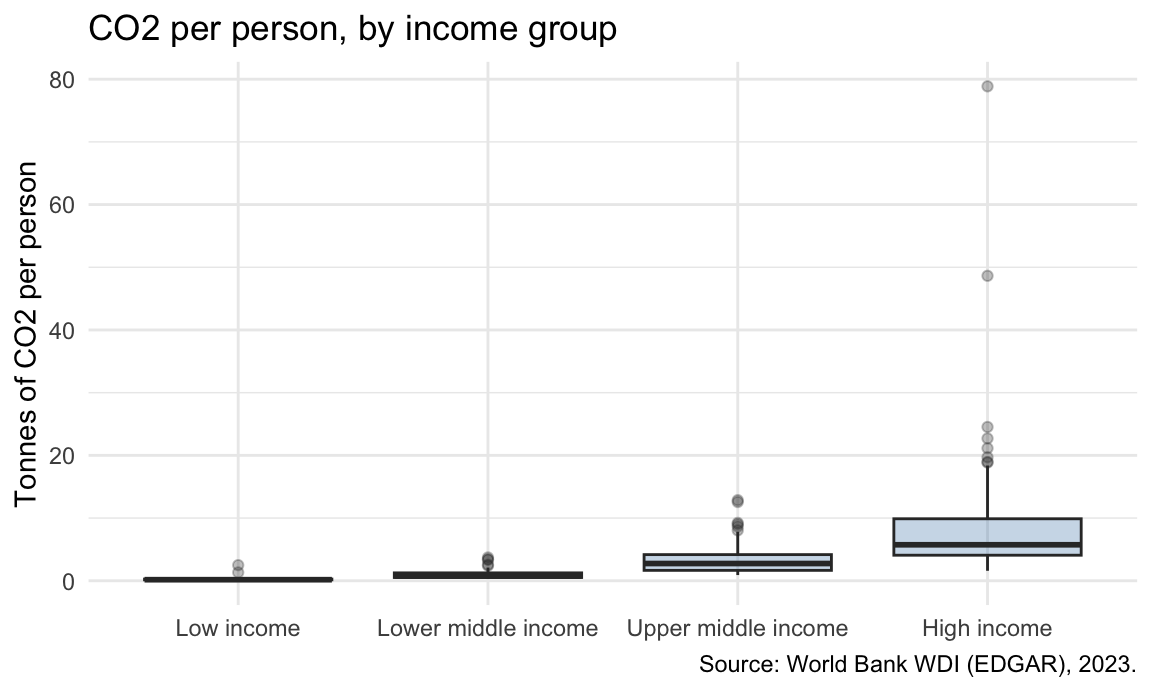 CO2 per person, by income group
Tonnes of CO2 per person
80
60
40
20
0
Low income
Lower middle income
Upper middle income
High income
Source: World Bank WDI (EDGAR), 2023.